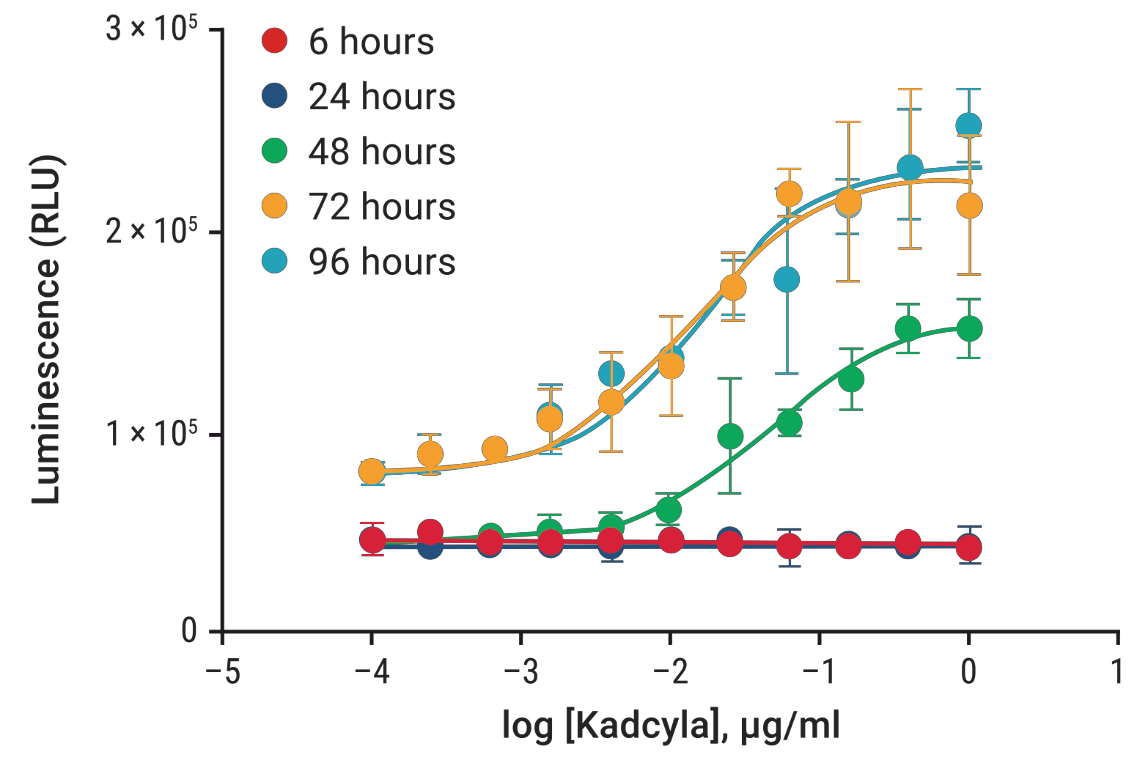 3 × 10⁵
2 × 10⁵
1 × 10⁵
0
Luminescence (RLU)
6 hours
24 hours
48 hours
72 hours
96 hours
–5
–4
–3
–2
–1
0
1
log [Kadcyla], µg/ml